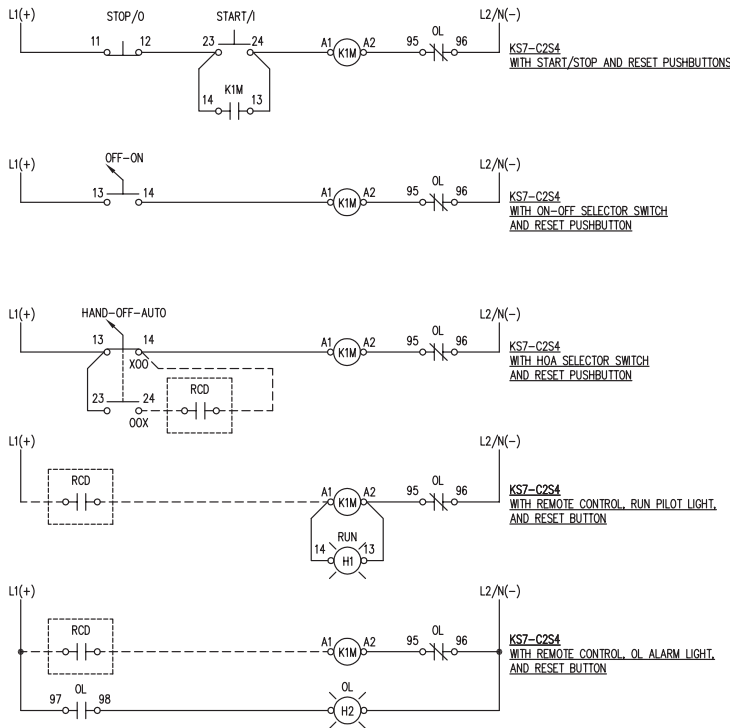 L1(+) STOP/O START/I L2/N(-)
11 12 23 24 A1 K1M A2 95 OL 96
14 K1M 13
KS7-C2S4
WITH START/STOP AND RESET PUSHBUTTONS
L1(+) OFF-ON L2/N(-)
13 14 A1 K1M A2 95 OL 96
KS7-C2S4
WITH ON-OFF SELECTOR SWITCH
AND RESET PUSHBUTTON
L1(+) HAND-OFF-AUTO L2/N(-)
13 14 A1 K1M A2 95 OL 96
XOO
23 24 RCD
OOX
KS7-C2S4
WITH HOA SELECTOR SWITCH
AND RESET PUSHBUTTON
L1(+) L2/N(-)
RCD A1 K1M A2 95 OL 96
RUN
14 H1 13
KS7-C2S4
WITH REMOTE CONTROL, RUN PILOT LIGHT,
AND RESET BUTTON
L1(+) L2/N(-)
RCD A1 K1M A2 95 OL 96
97 OL 98 OL
H2
KS7-C2S4
WITH REMOTE CONTROL, OL ALARM LIGHT,
AND RESET BUTTON